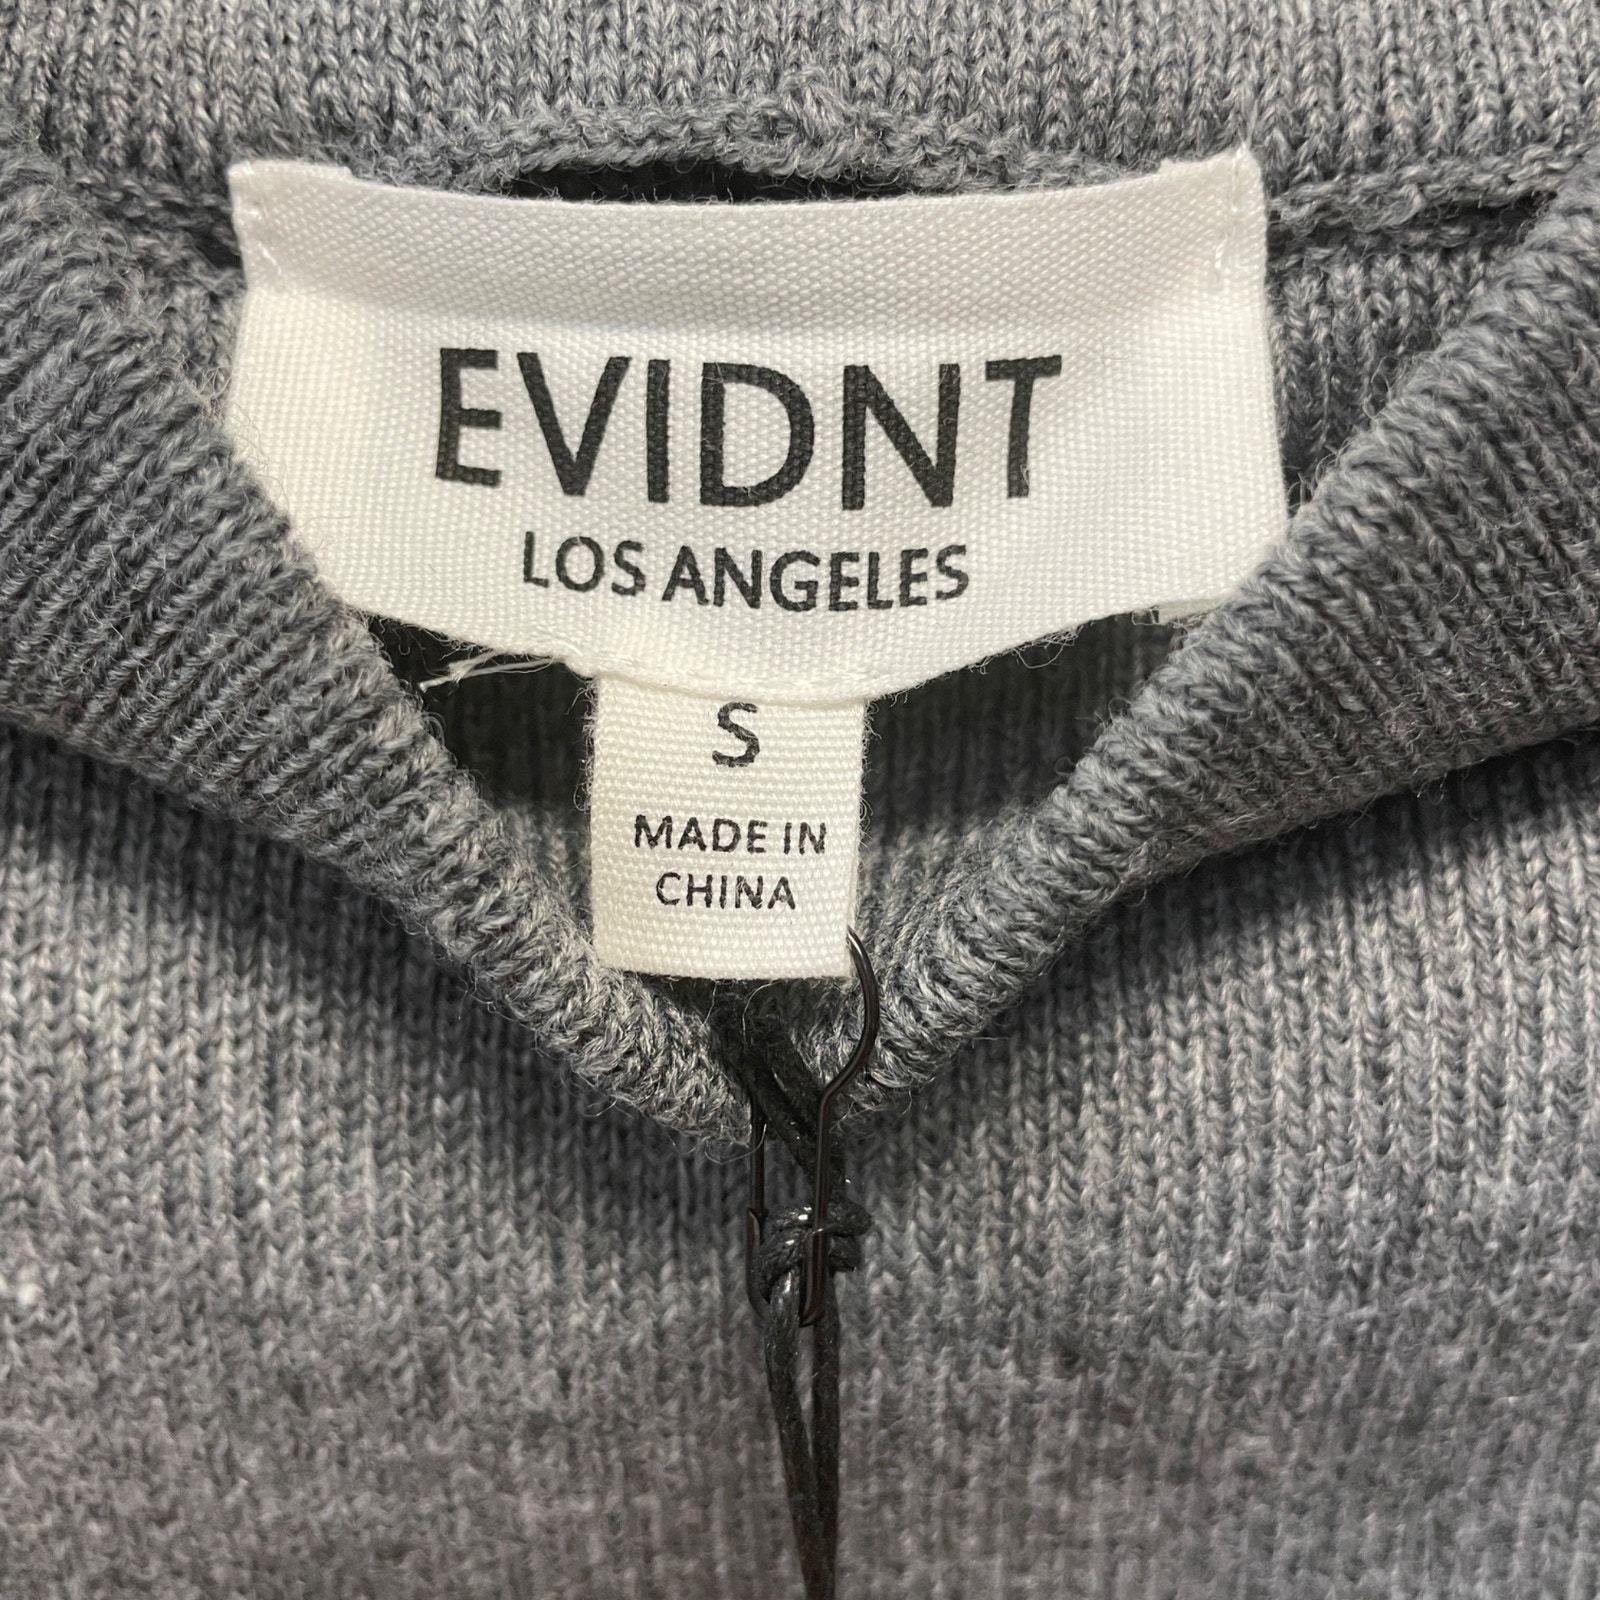 EVIDNT
LOS ANGELES
S
MADE IN
CHINA